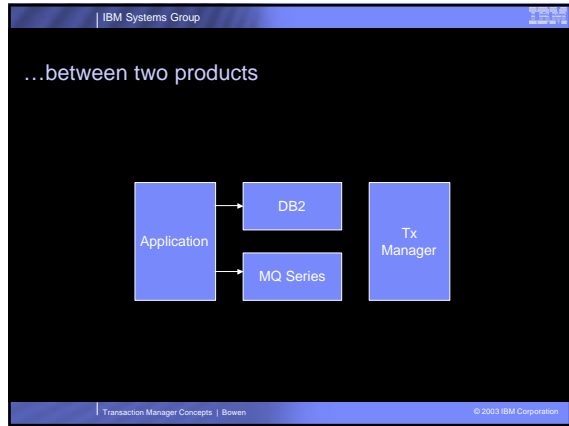 IBM Systems Group
IBM
…between two products
Application
DB2
MQ Series
Tx
Manager
Transaction Manager Concepts | Bowen
© 2003 IBM Corporation